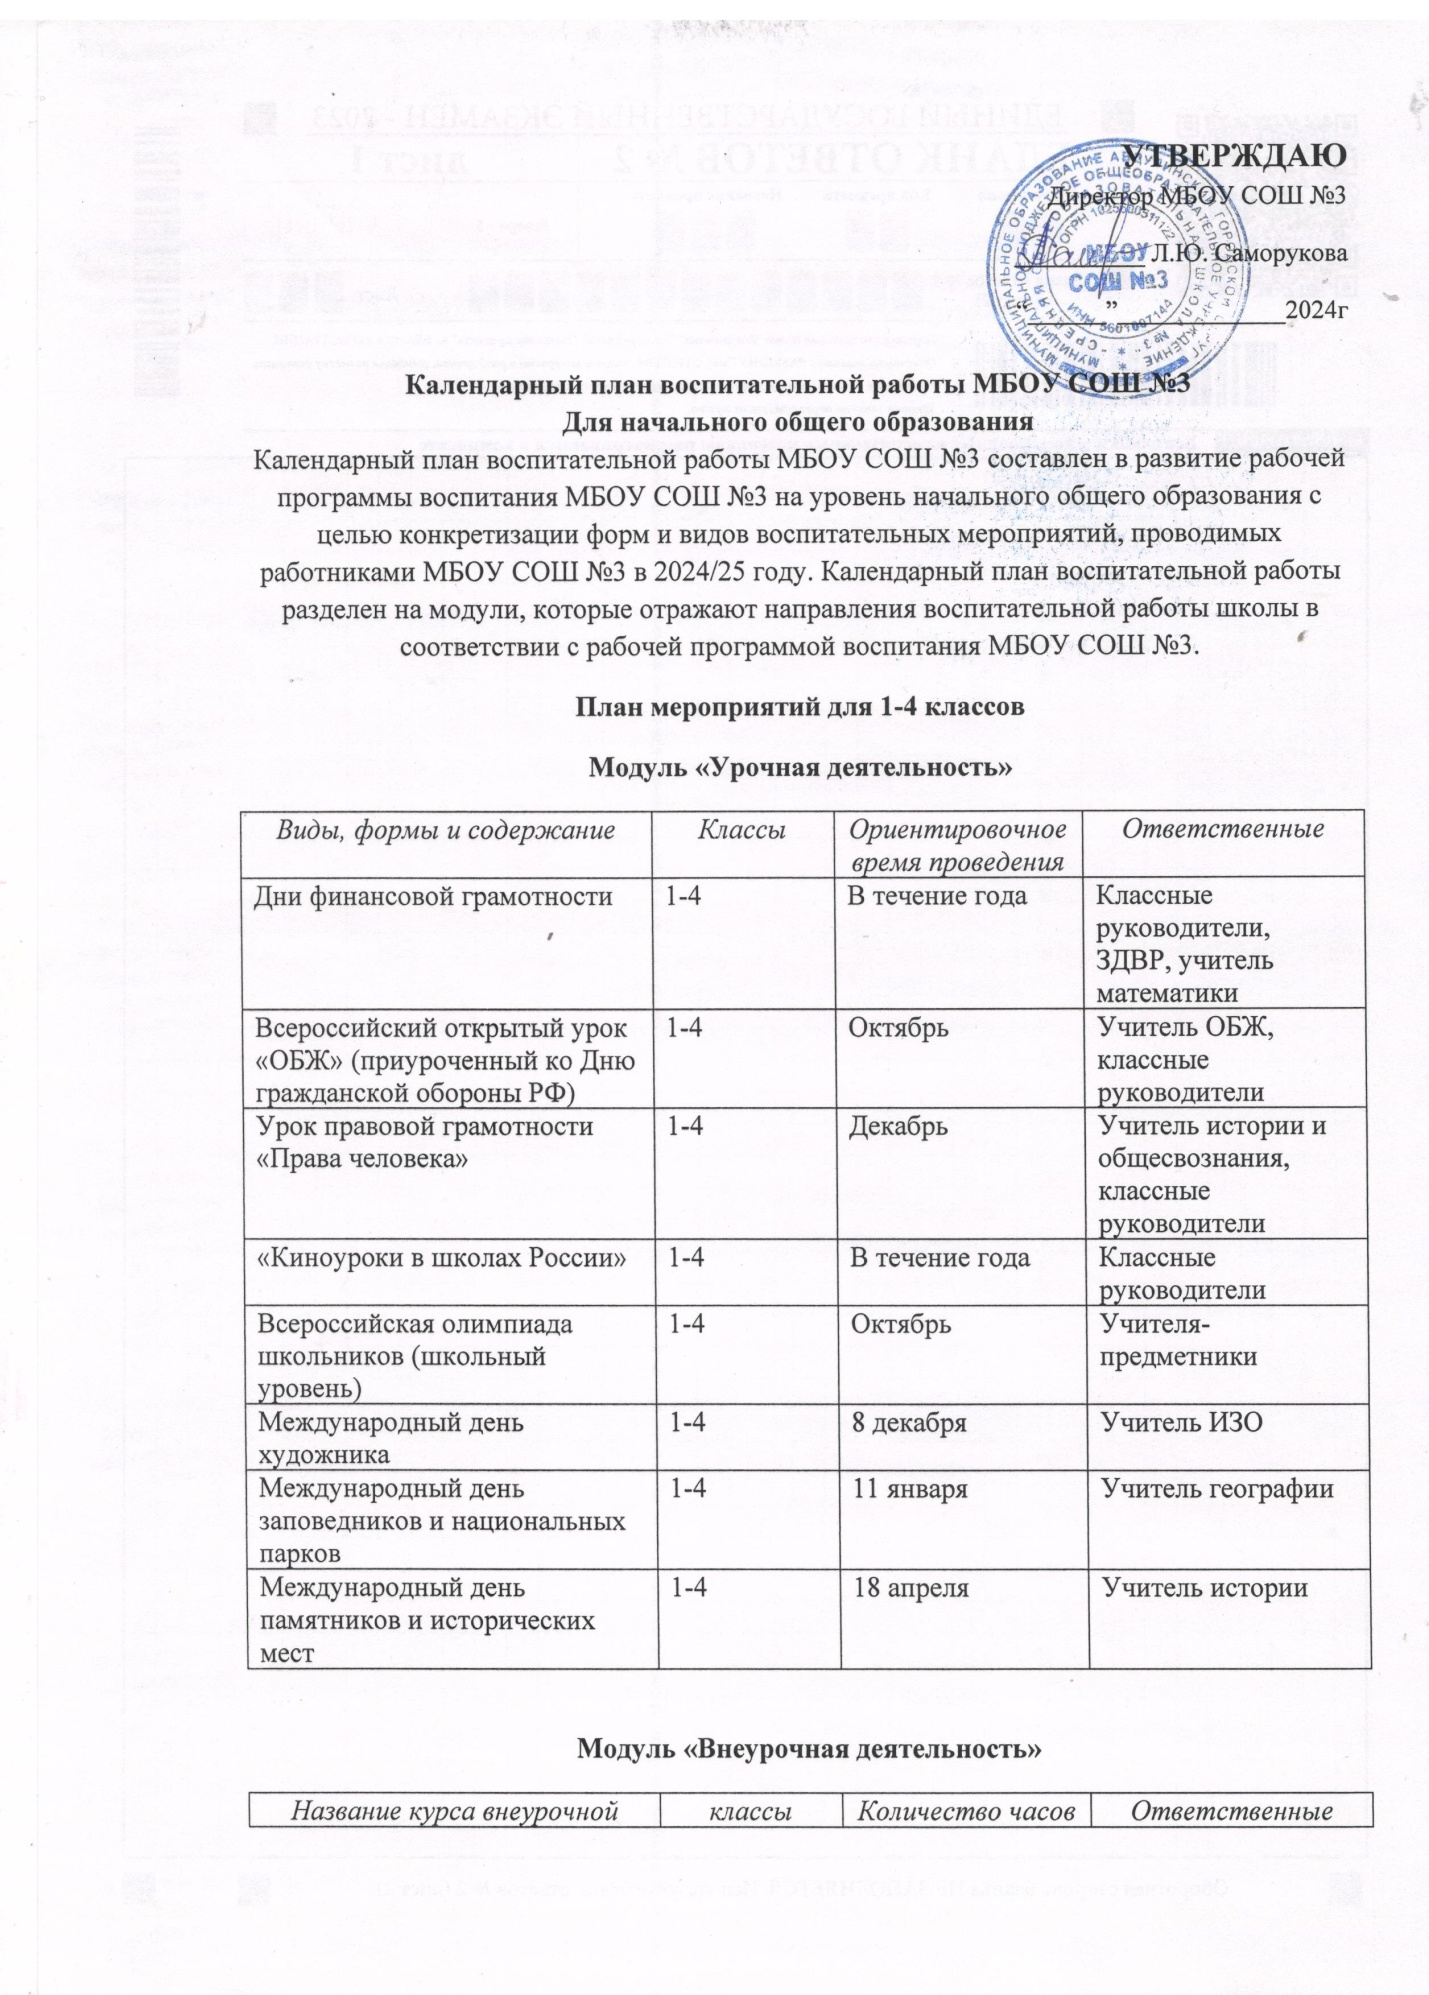 УТВЕРЖДАЮ
Директор МБОУ СОШ №3
Л.Ю. Саморукова
“ ” 2024г
МБОУ
СОШ №3
Календарный план воспитательной работы МБОУ СОШ №3
Для начального общего образования
Календарный план воспитательной работы МБОУ СОШ №3 составлен в развитие рабочей
программы воспитания МБОУ СОШ №3 на уровень начального общего образования с
целью конкретизации форм и видов воспитательных мероприятий, проводимых
работниками МБОУ СОШ №3 в 2024/25 году. Календарный план воспитательной работы
разделен на модули, которые отражают направления воспитательной работы школы в
соответствии с рабочей программой воспитания МБОУ СОШ №3.
План мероприятий для 1-4 классов
Модуль «Урочная деятельность»
Виды, формы и содержание
Классы
Ориентировочное
время проведения
Ответственные
Дни финансовой грамотности
1-4
В течение года
Классные
руководители,
ЗДВР, учитель
математики
Всероссийский открытый урок
«ОБЖ» (приуроченный ко Дню
гражданской обороны РФ)
1-4
Октябрь
Учитель ОБЖ,
классные
руководители
Урок правовой грамотности
«Права человека»
1-4
Декабрь
Учитель истории и
общесвознания,
классные
руководители
«Киноуроки в школах России»
1-4
В течение года
Классные
руководители
Всероссийская олимпиада
школьников (школьный
уровень)
1-4
Октябрь
Учителя-
предметники
Международный день
художника
1-4
8 декабря
Учитель ИЗО
Международный день
заповедников и национальных
парков
1-4
11 января
Учитель географии
Международный день
памятников и исторических
мест
1-4
18 апреля
Учитель истории
Модуль «Внеурочная деятельность»
Название курса внеурочной
классы
Количество часов
Ответственные